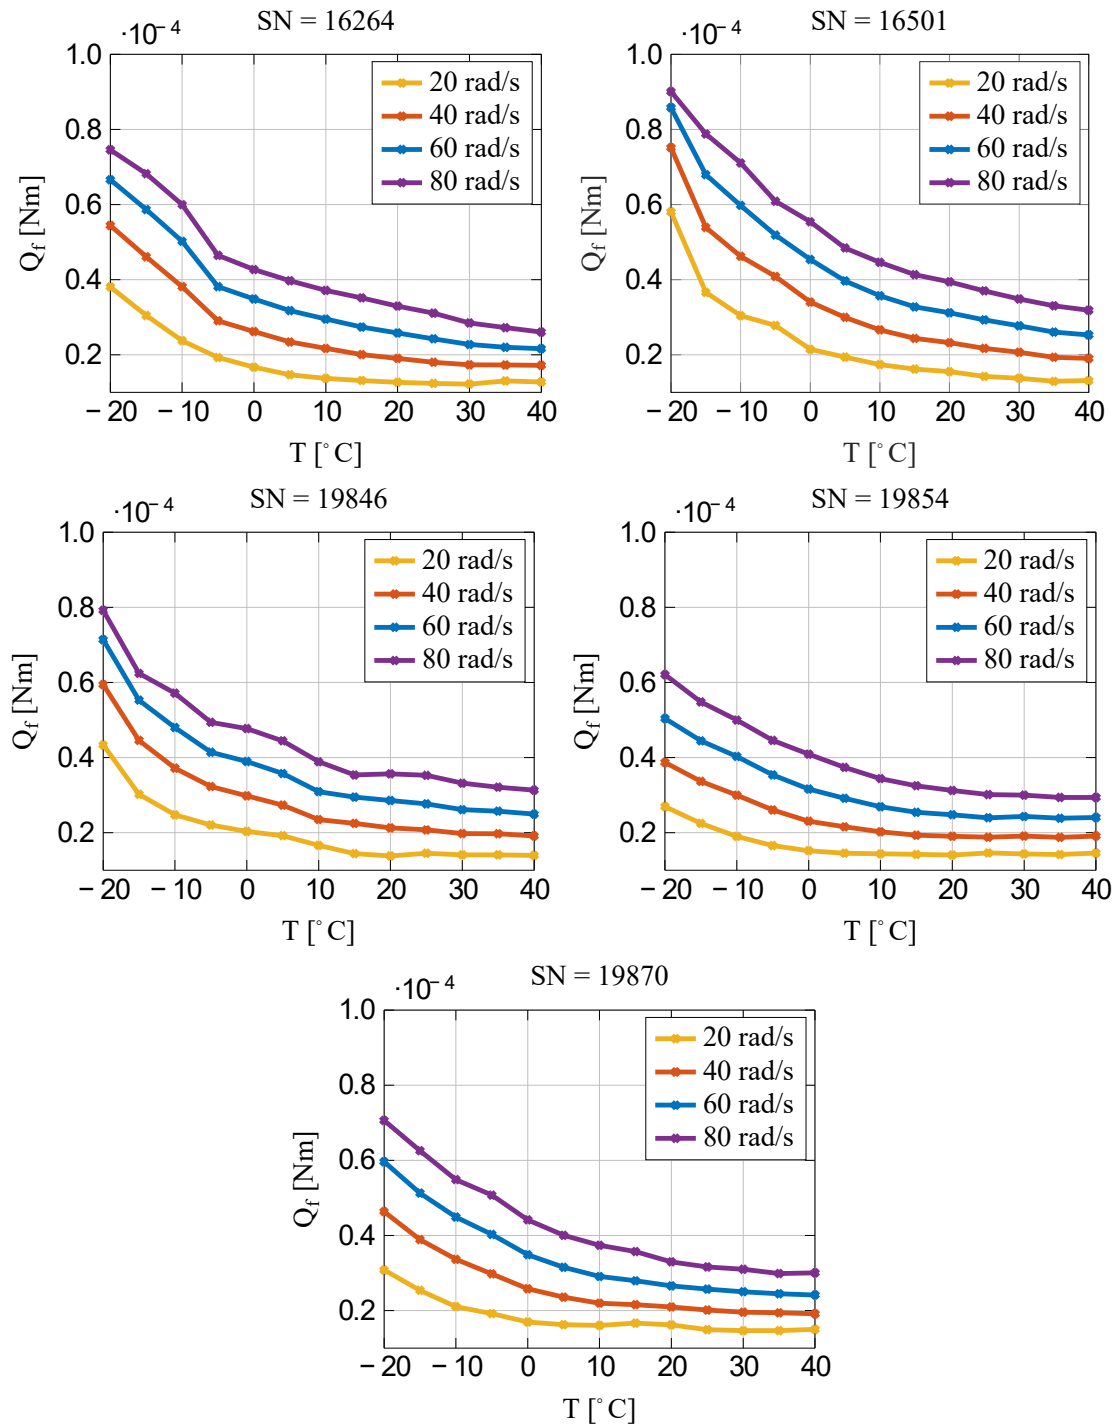 ·10⁻⁴ SN = 16264
1.0
0.8
0.6
0.4
0.2
Q_f [Nm]
20 rad/s
40 rad/s
60 rad/s
80 rad/s
−20 −10 0 10 20 30 40
T [°C]
·10⁻⁴ SN = 16501
1.0
0.8
0.6
0.4
0.2
Q_f [Nm]
20 rad/s
40 rad/s
60 rad/s
80 rad/s
−20 −10 0 10 20 30 40
T [°C]
·10⁻⁴ SN = 19846
1.0
0.8
0.6
0.4
0.2
Q_f [Nm]
20 rad/s
40 rad/s
60 rad/s
80 rad/s
−20 −10 0 10 20 30 40
T [°C]
·10⁻⁴ SN = 19854
1.0
0.8
0.6
0.4
0.2
Q_f [Nm]
20 rad/s
40 rad/s
60 rad/s
80 rad/s
−20 −10 0 10 20 30 40
T [°C]
·10⁻⁴ SN = 19870
1.0
0.8
0.6
0.4
0.2
Q_f [Nm]
20 rad/s
40 rad/s
60 rad/s
80 rad/s
−20 −10 0 10 20 30 40
T [°C]